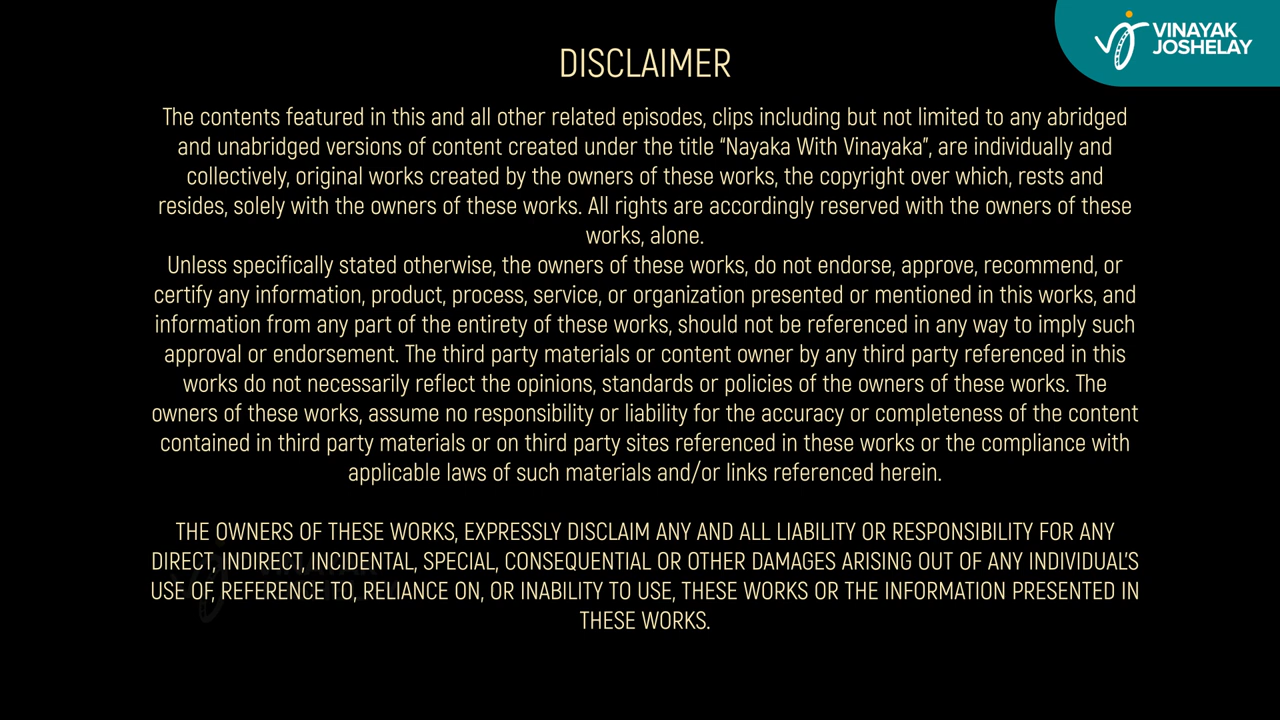 VINAYAK
JOSHELAY
DISCLAIMER
The contents featured in this and all other related episodes, clips including but not limited to any abridged
and unabridged versions of content created under the title “Nayaka With Vinayaka”, are individually and
collectively, original works created by the owners of these works, the copyright over which, rests and
resides, solely with the owners of these works. All rights are accordingly reserved with the owners of these
works, alone.
Unless specifically stated otherwise, the owners of these works, do not endorse, approve, recommend, or
certify any information, product, process, service, or organization presented or mentioned in this works, and
information from any part of the entirety of these works, should not be referenced in any way to imply such
approval or endorsement. The third party materials or content owner by any third party referenced in this
works do not necessarily reflect the opinions, standards or policies of the owners of these works. The
owners of these works, assume no responsibility or liability for the accuracy or completeness of the content
contained in third party materials or on third party sites referenced in these works or the compliance with
applicable laws of such materials and/or links referenced herein.
THE OWNERS OF THESE WORKS, EXPRESSLY DISCLAIM ANY AND ALL LIABILITY OR RESPONSIBILITY FOR ANY
DIRECT, INDIRECT, INCIDENTAL, SPECIAL, CONSEQUENTIAL OR OTHER DAMAGES ARISING OUT OF ANY INDIVIDUAL’S
USE OF, REFERENCE TO, RELIANCE ON, OR INABILITY TO USE, THESE WORKS OR THE INFORMATION PRESENTED IN
THESE WORKS.